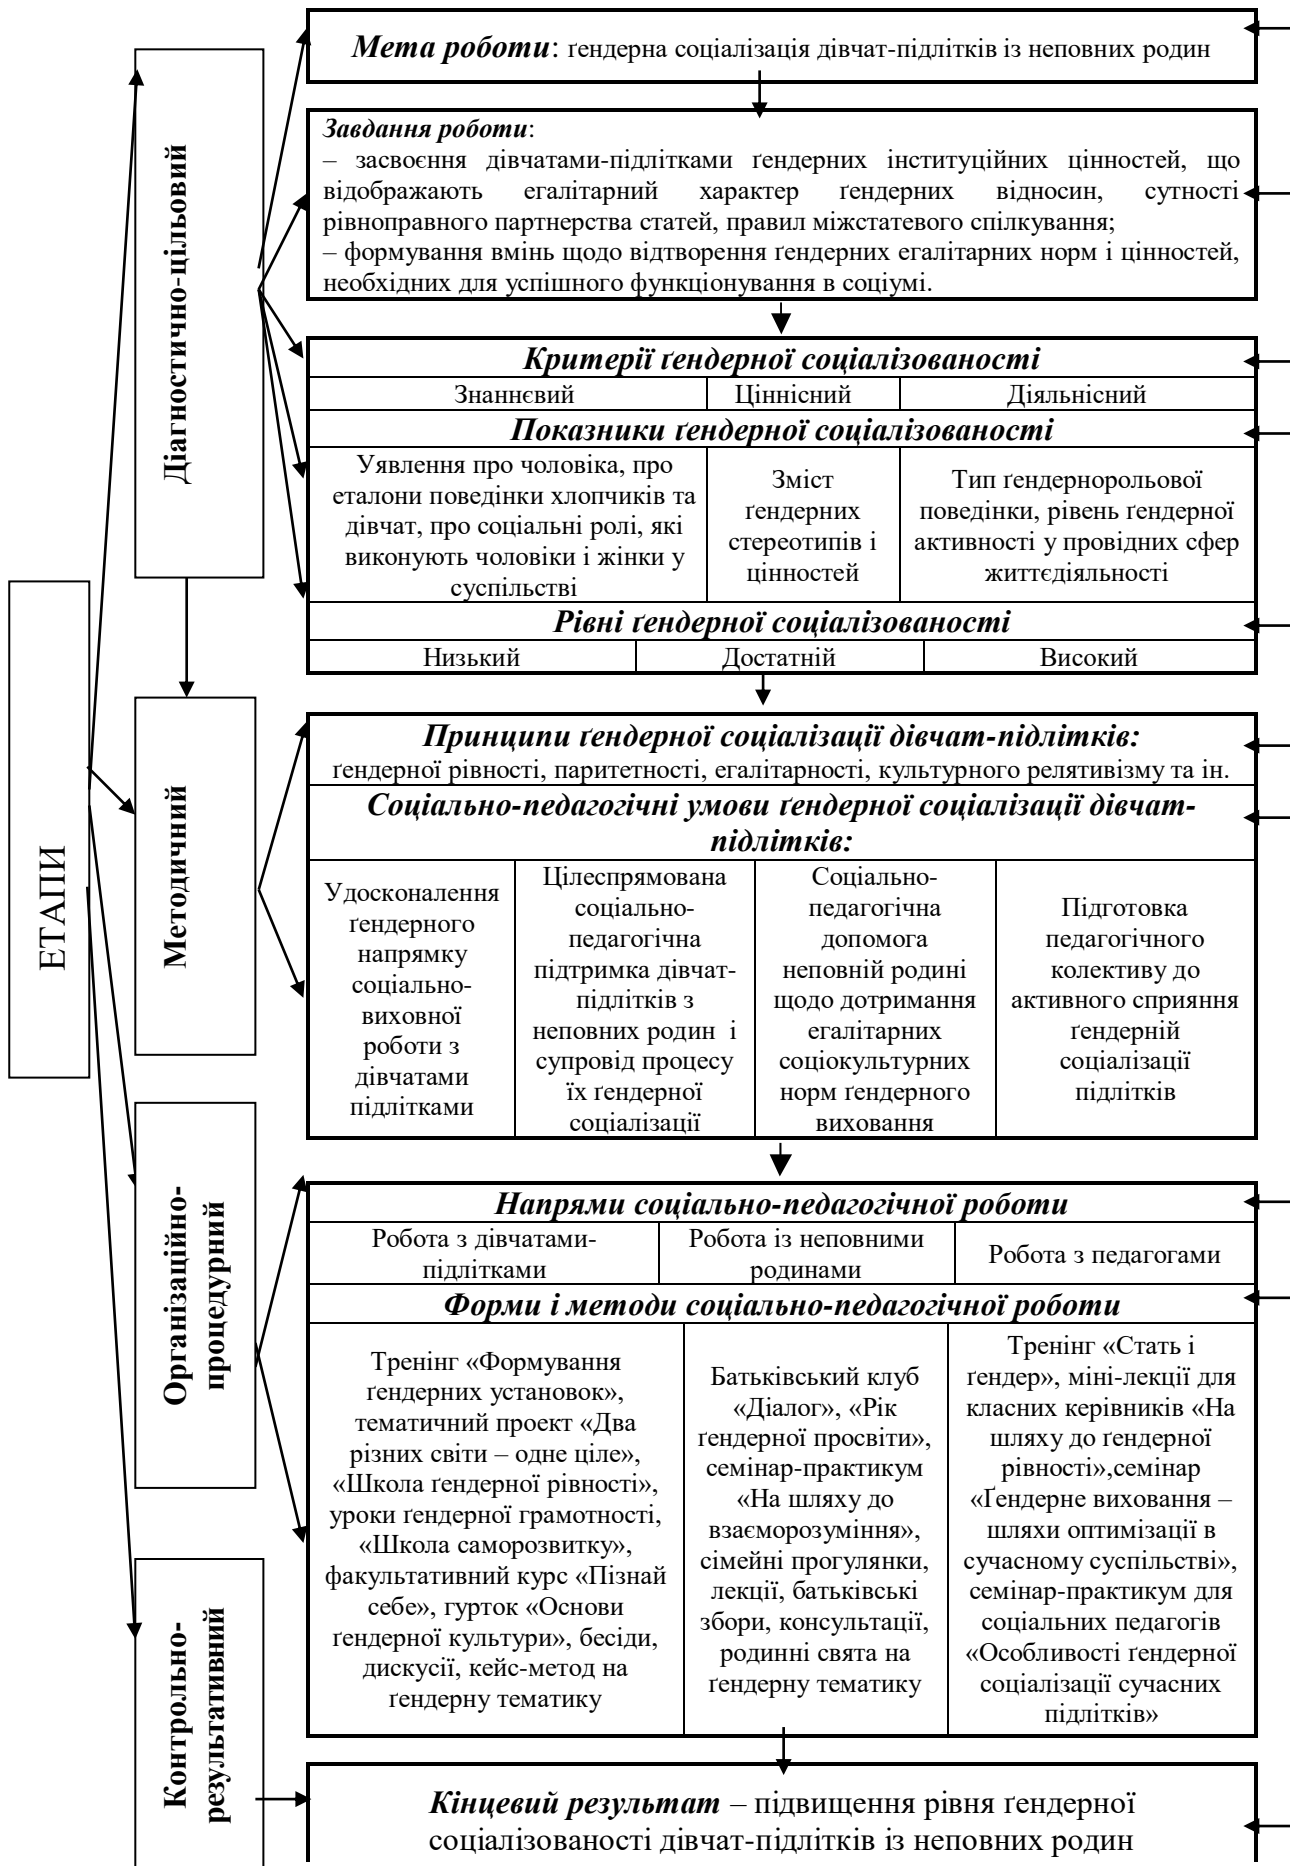 ЕТАПИ
Діагностично-цільовий
Методичний
Організаційно-
процедурний
Контрольно-
результативний
Мета роботи: ґендерна соціалізація дівчат-підлітків із неповних родин
Завдання роботи:
– засвоєння дівчатами-підлітками ґендерних інституційних цінностей, що
відображають егалітарний характер ґендерних відносин, сутності
рівноправного партнерства статей, правил міжстатевого спілкування;
– формування вмінь щодо відтворення ґендерних егалітарних норм і цінностей,
необхідних для успішного функціонування в соціумі.
Критерії ґендерної соціалізованості
Знаннєвий
Ціннісний
Діяльнісний
Показники ґендерної соціалізованості
Уявлення про чоловіка, про
еталони поведінки хлопчиків та
дівчат, про соціальні ролі, які
виконують чоловіки і жінки у
суспільстві
Зміст
ґендерних
стереотипів і
цінностей
Тип ґендернорольової
поведінки, рівень ґендерної
активності у провідних сфер
життєдіяльності
Рівні ґендерної соціалізованості
Низький
Достатній
Високий
Принципи ґендерної соціалізації дівчат-підлітків:
ґендерної рівності, паритетності, егалітарності, культурного релятивізму та ін.
Соціально-педагогічні умови ґендерної соціалізації дівчат-
підлітків:
Удосконалення
ґендерного
напрямку
соціально-
виховної
роботи з
дівчатами
підлітками
Цілеспрямована
соціально-
педагогічна
підтримка дівчат-
підлітків з
неповних родин і
супровід процесу
їх ґендерної
соціалізації
Соціально-
педагогічна
допомога
неповній родині
щодо дотримання
егалітарних
соціокультурних
норм ґендерного
виховання
Підготовка
педагогічного
колективу до
активного сприяння
ґендерній
соціалізації
підлітків
Напрями соціально-педагогічної роботи
Робота з дівчатами-
підлітками
Робота із неповними
родинами
Робота з педагогами
Форми і методи соціально-педагогічної роботи
Тренінг «Формування
ґендерних установок»,
тематичний проект «Два
різних світи – одне ціле»,
«Школа ґендерної рівності»,
уроки ґендерної грамотності,
«Школа саморозвитку»,
факультативний курс «Пізнай
себе», гурток «Основи
ґендерної культури», бесіди,
дискусії, кейс-метод на
ґендерну тематику
Батьківський клуб
«Діалог», «Рік
ґендерної просвіти»,
семінар-практикум
«На шляху до
взаєморозуміння»,
сімейні прогулянки,
лекції, батьківські
збори, консультації,
родинні свята на
ґендерну тематику
Тренінг «Стать і
ґендер», міні-лекції для
класних керівників «На
шляху до ґендерної
рівності»,семінар
«Ґендерне виховання –
шляхи оптимізації в
сучасному суспільстві»,
семінар-практикум для
соціальних педагогів
«Особливості ґендерної
соціалізації сучасних
підлітків»
Кінцевий результат – підвищення рівня ґендерної
соціалізованості дівчат-підлітків із неповних родин